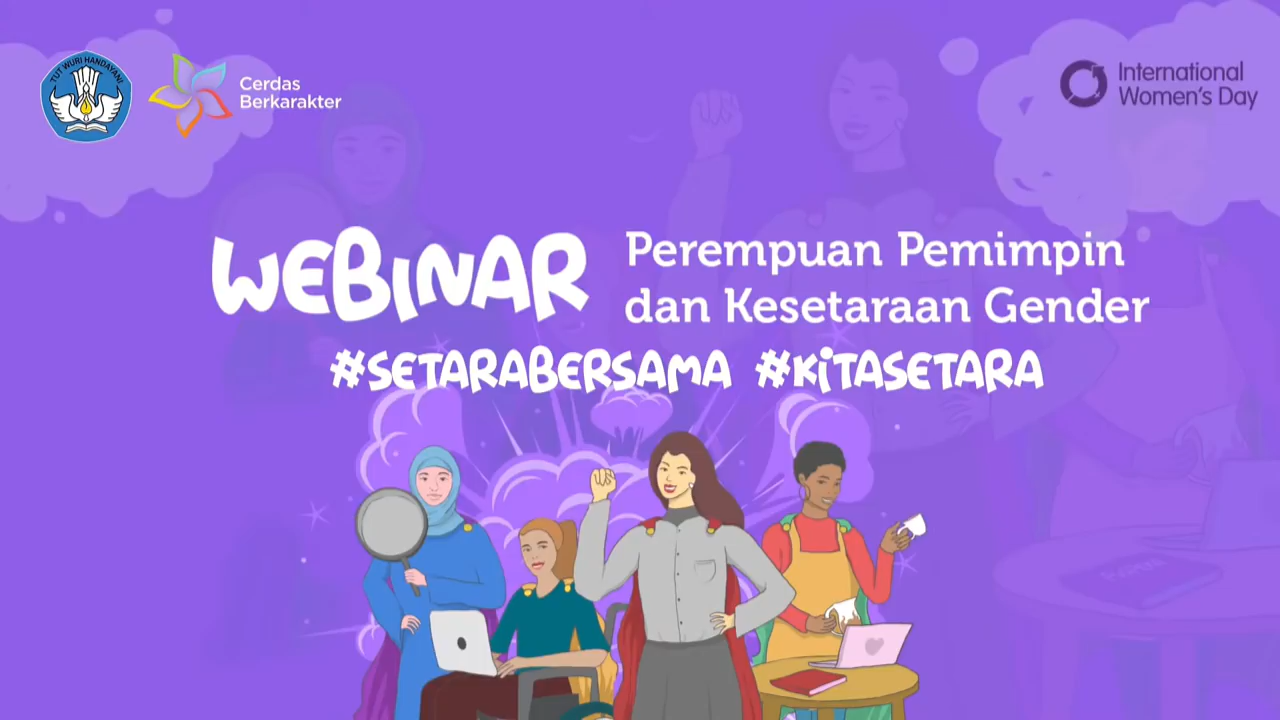 TUT WURI HANDAYANI
Cerdas
Berkarakter
International
Women's Day
WEBINAR
Perempuan Pemimpin
dan Kesetaraan Gender
#SETARABERSAMA #KiTASETARA